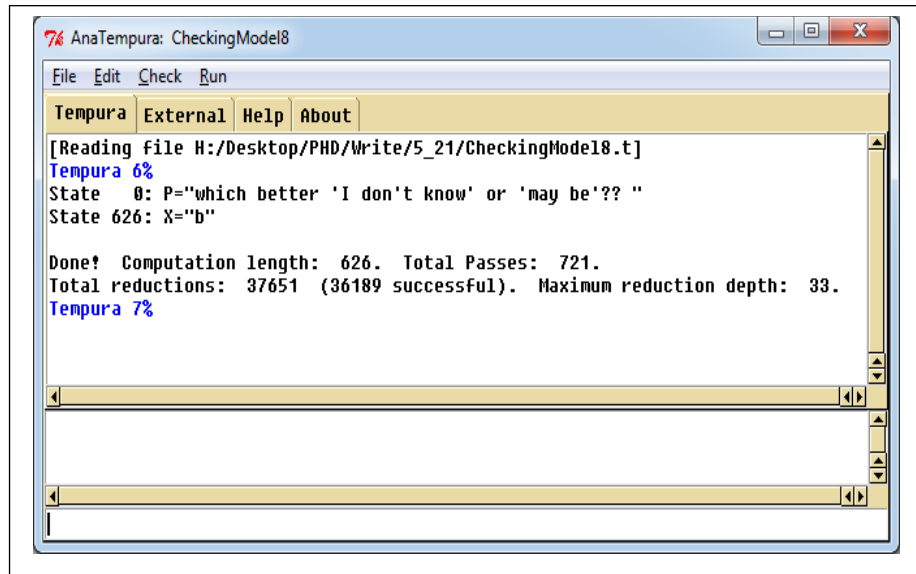 AnaTempura: CheckingModel8
File Edit Check Run
Tempura External Help About
[Reading file H:/Desktop/PHD/Write/5_21/CheckingModel8.t]
Tempura 6%
State 0: P="which better 'I don't know' or 'may be'?? "
State 626: X="b"
Done! Computation length: 626. Total Passes: 721.
Total reductions: 37651 (36189 successful). Maximum reduction depth: 33.
Tempura 7%